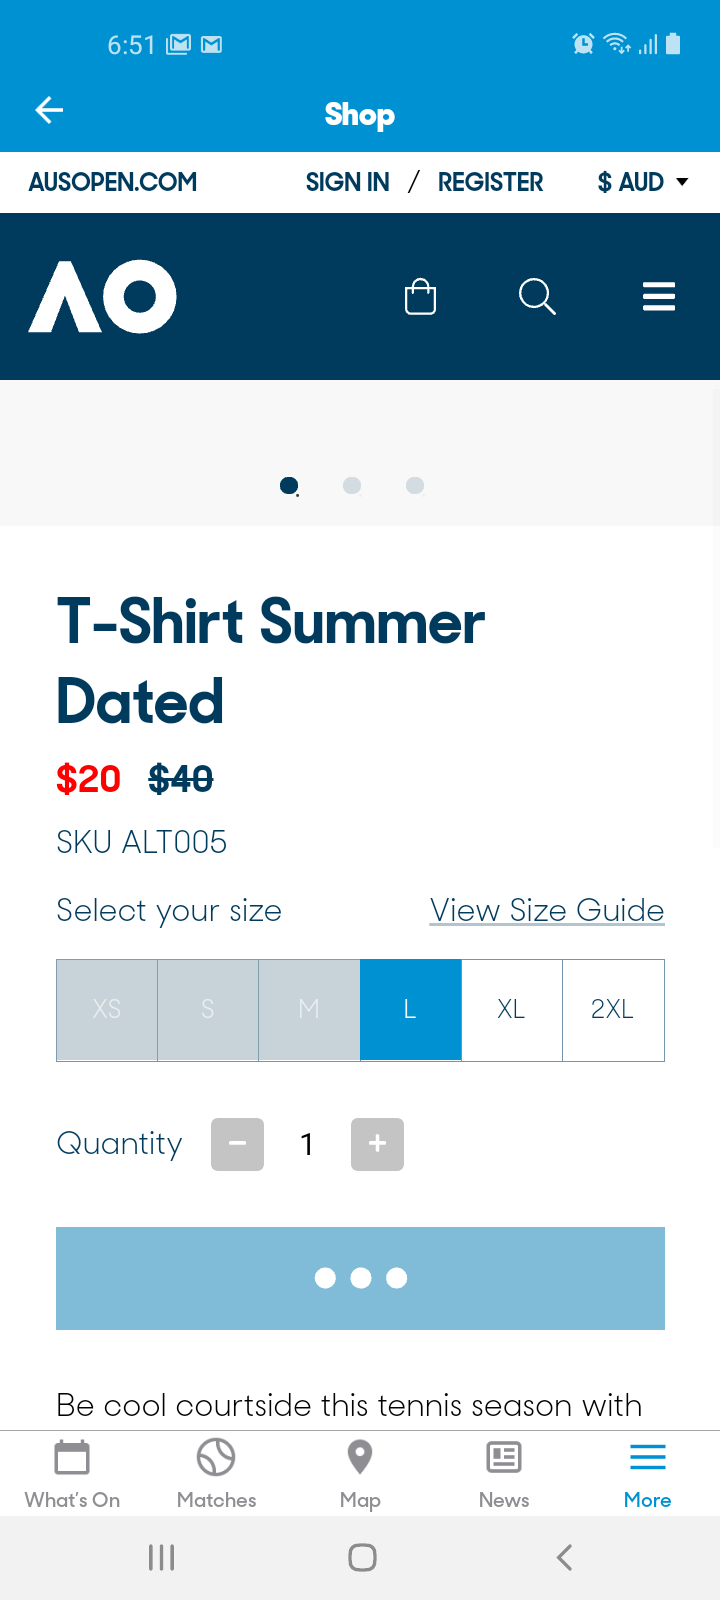 6:51
Shop
AUSOPEN.COM SIGN IN / REGISTER $ AUD
AO
T-Shirt Summer
Dated
$20 $40
SKU ALT005
Select your size View Size Guide
XS S M L XL 2XL
Quantity - 1 +
Be cool courtside this tennis season with
What's On Matches Map News More